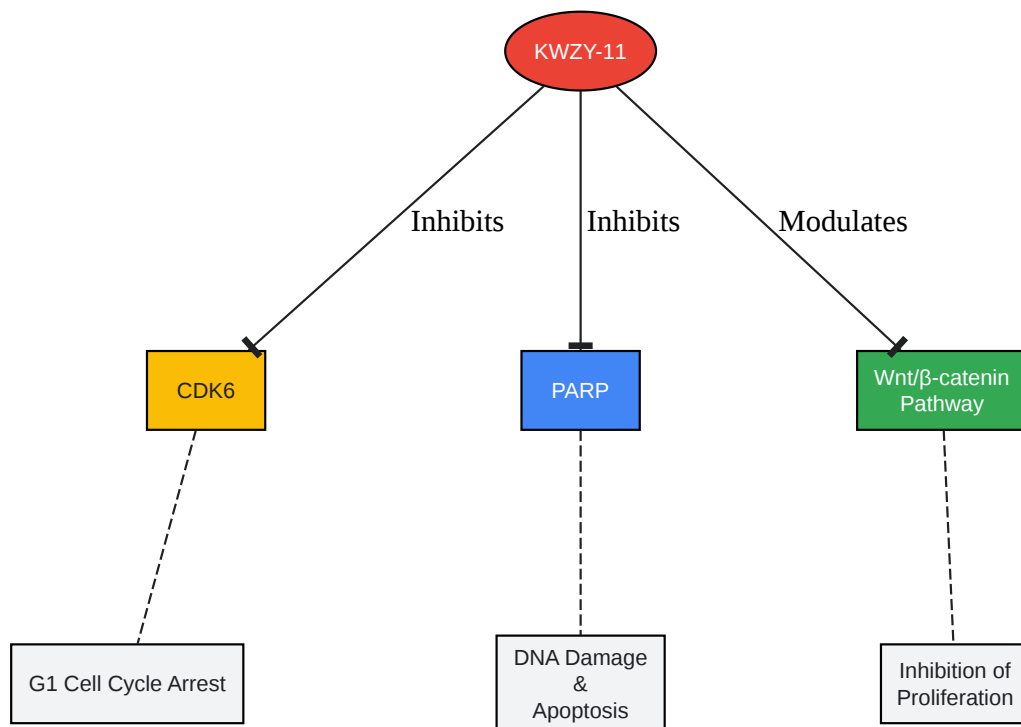 KWZY-11
Inhibits
Inhibits
Modulates
CDK6
PARP
Wnt/β-catenin
Pathway
G1 Cell Cycle Arrest
DNA Damage
&
Apoptosis
Inhibition of
Proliferation